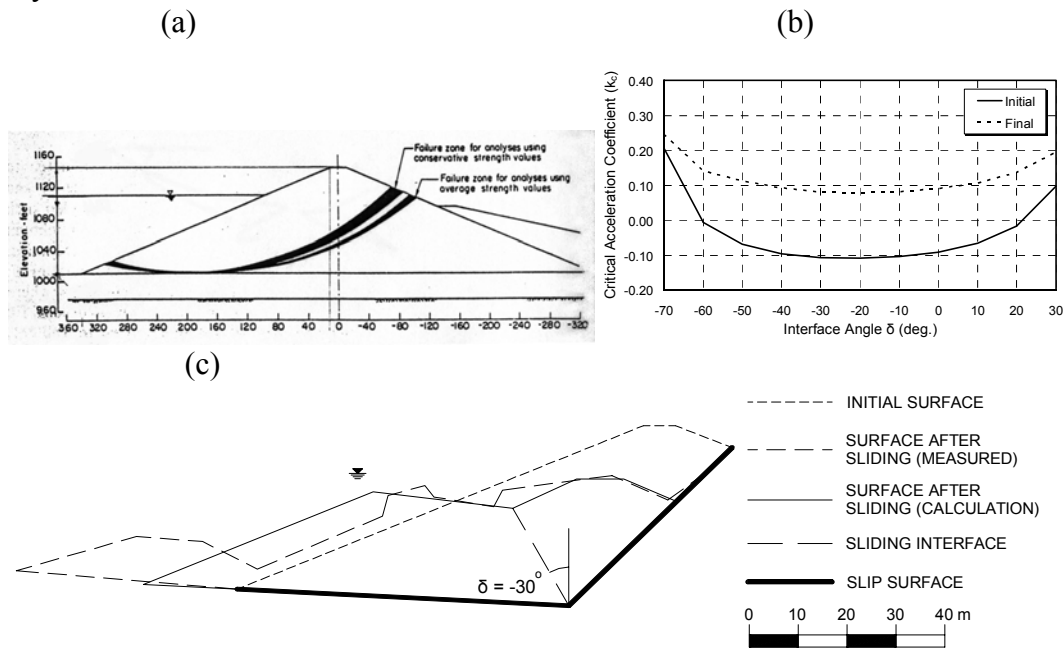 (a)
(b)
1160
1120
1080
1040
1000
960
Elevation - feet
Failure zone for analyses using
conservative strength values
Failure zone for analyses using
average strength values
360 320 280 240 200 160 120 80 40 0 -40 -80 -120 -160 -200 -240 -280 -320
Critical Acceleration Coefficient (kc)
0.40
0.30
0.20
0.10
0.00
-0.10
-0.20
Initial
Final
-70 -60 -50 -40 -30 -20 -10 0 10 20 30
Interface Angle δ (deg.)
(c)
δ = -30°
INITIAL SURFACE
SURFACE AFTER
SLIDING (MEASURED)
SURFACE AFTER
SLIDING (CALCULATION)
SLIDING INTERFACE
SLIP SURFACE
0 10 20 30 40 m